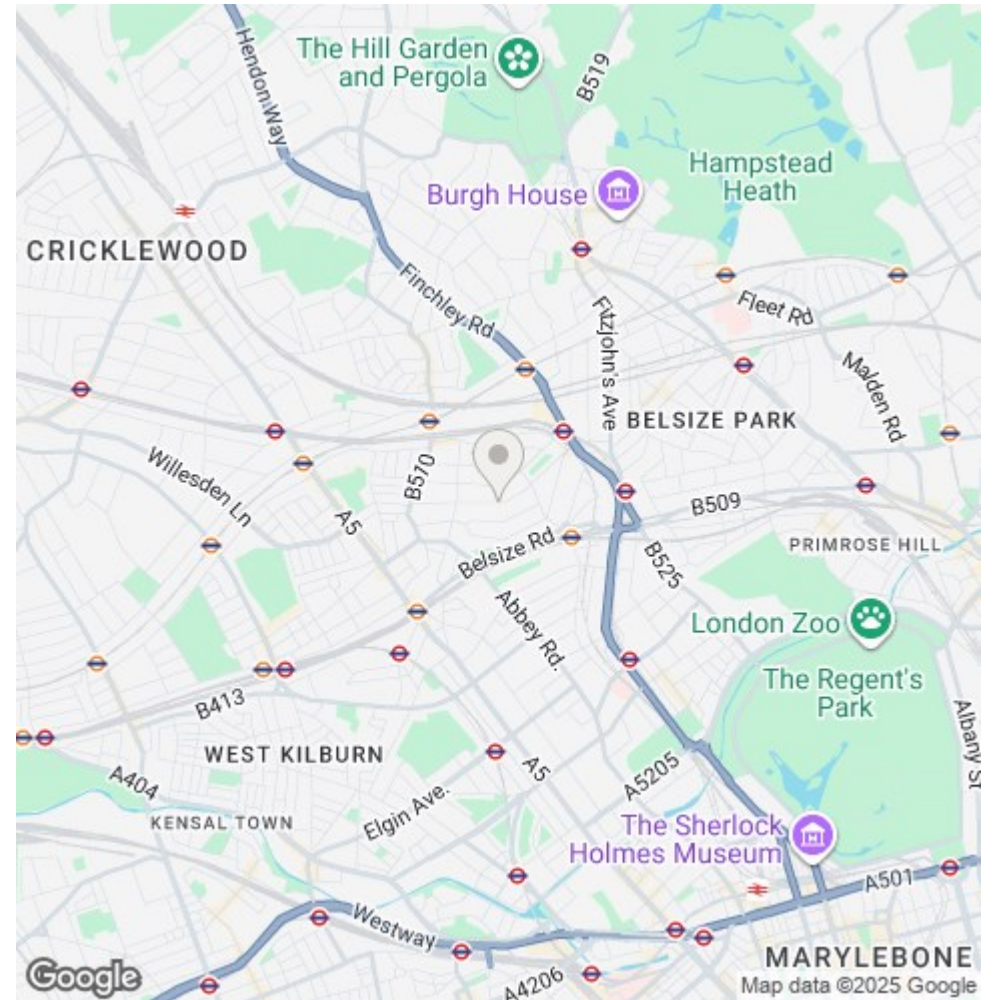 Hendon Way
The Hill Garden
and Pergola
B519
Burgh House
Hampstead
Heath
CRICKLEWOOD
Finchley Rd
Fitzjohn's Ave
Fleet Rd
Malden Rd
BELSIZE PARK
Willesden Ln
B510
A5
B509
Belsize Rd
B525
PRIMROSE HILL
Abbey Rd.
London Zoo
The Regent's
Park
Albany St
B413
WEST KILBURN
A404
A5
A5205
KENSAL TOWN
Elgin Ave.
The Sherlock
Holmes Museum
A501
Westway
A4206
MARYLEBONE
Google
Map data ©2025 Google